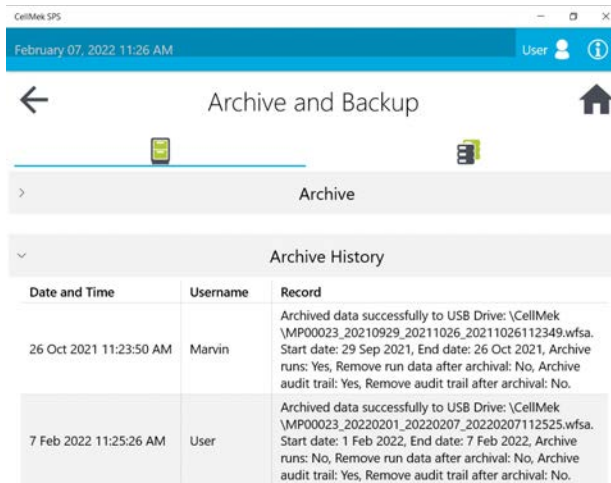 CellMek SPS
February 07, 2022 11:26 AM
User
Archive and Backup
Archive
Archive History
Date and Time Username Record
26 Oct 2021 11:23:50 AM Marvin
Archived data successfully to USB Drive: \CellMek
\MP00023_20210929_20211026_20211026112349.wfsa.
Start date: 29 Sep 2021, End date: 26 Oct 2021, Archive
runs: Yes, Remove run data after archival: No, Archive
audit trail: Yes, Remove audit trail after archival: No.
7 Feb 2022 11:25:26 AM User
Archived data successfully to USB Drive: \CellMek
\MP00023_20220201_20220207_20220207112525.wfsa.
Start date: 1 Feb 2022, End date: 7 Feb 2022, Archive
runs: No, Remove run data after archival: No, Archive
audit trail: Yes, Remove audit trail after archival: No.